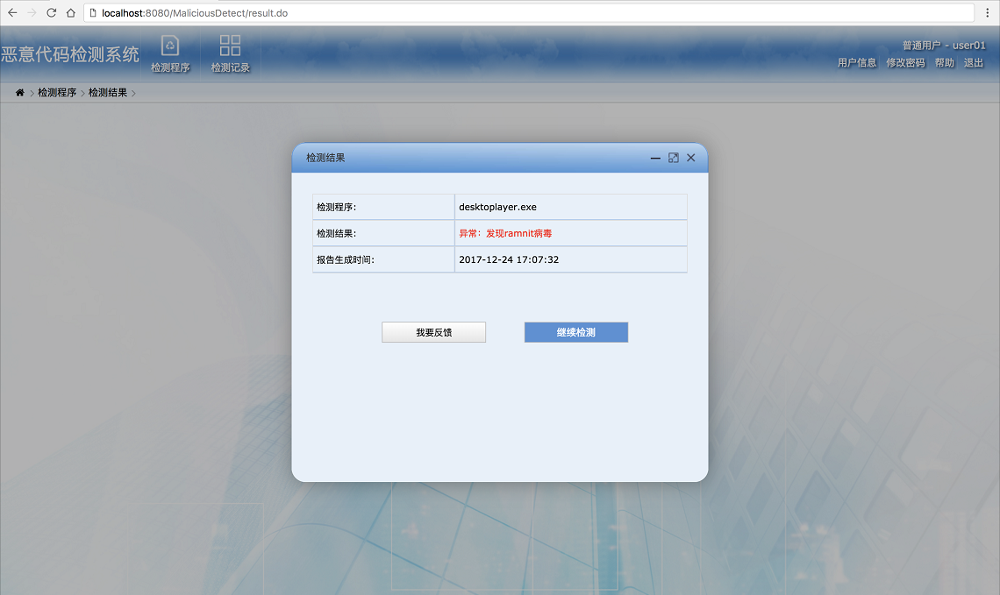 localhost:8080/MaliciousDetect/result.do
恶意代码检测系统
检测程序
检测记录
普通用户 - user01
用户信息 修改密码 帮助 退出
检测程序 检测结果
检测结果
检测程序: desktoplayer.exe
检测结果: 异常：发现ramnit病毒
报告生成时间: 2017-12-24 17:07:32
我要反馈 继续检测